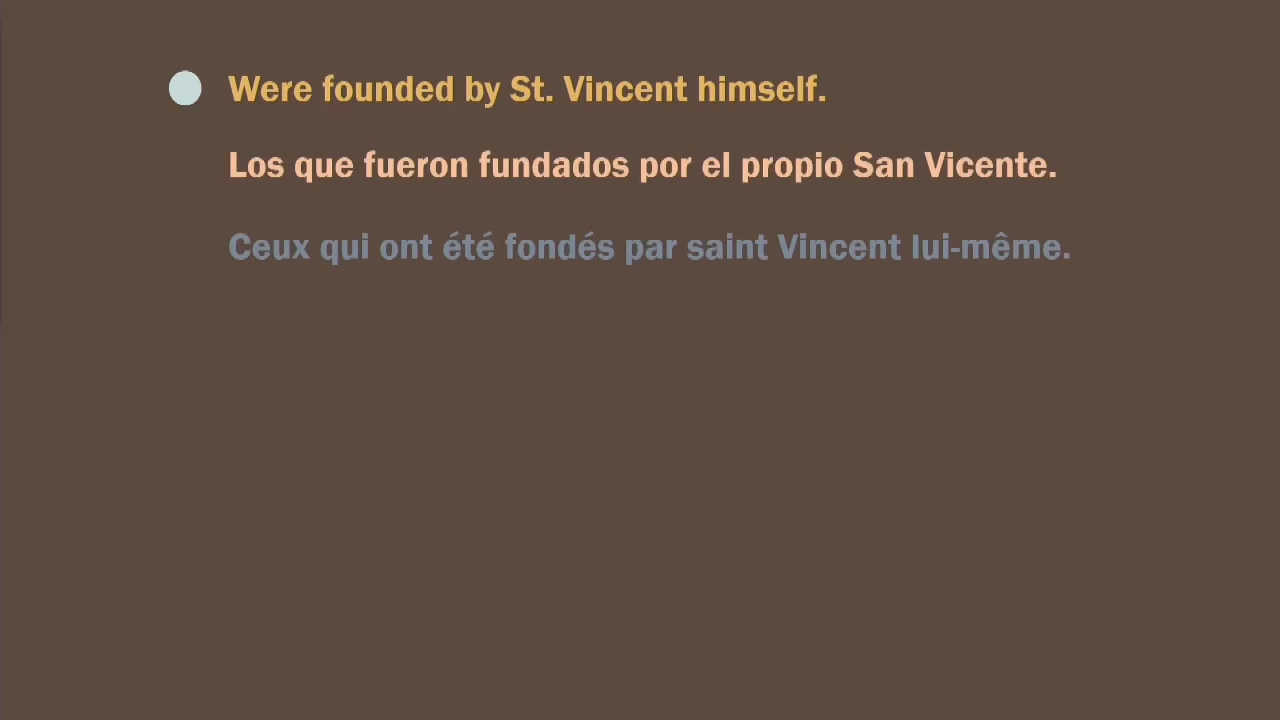 Were founded by St. Vincent himself.
Los que fueron fundados por el propio San Vicente.
Ceux qui ont été fondés par saint Vincent lui-même.